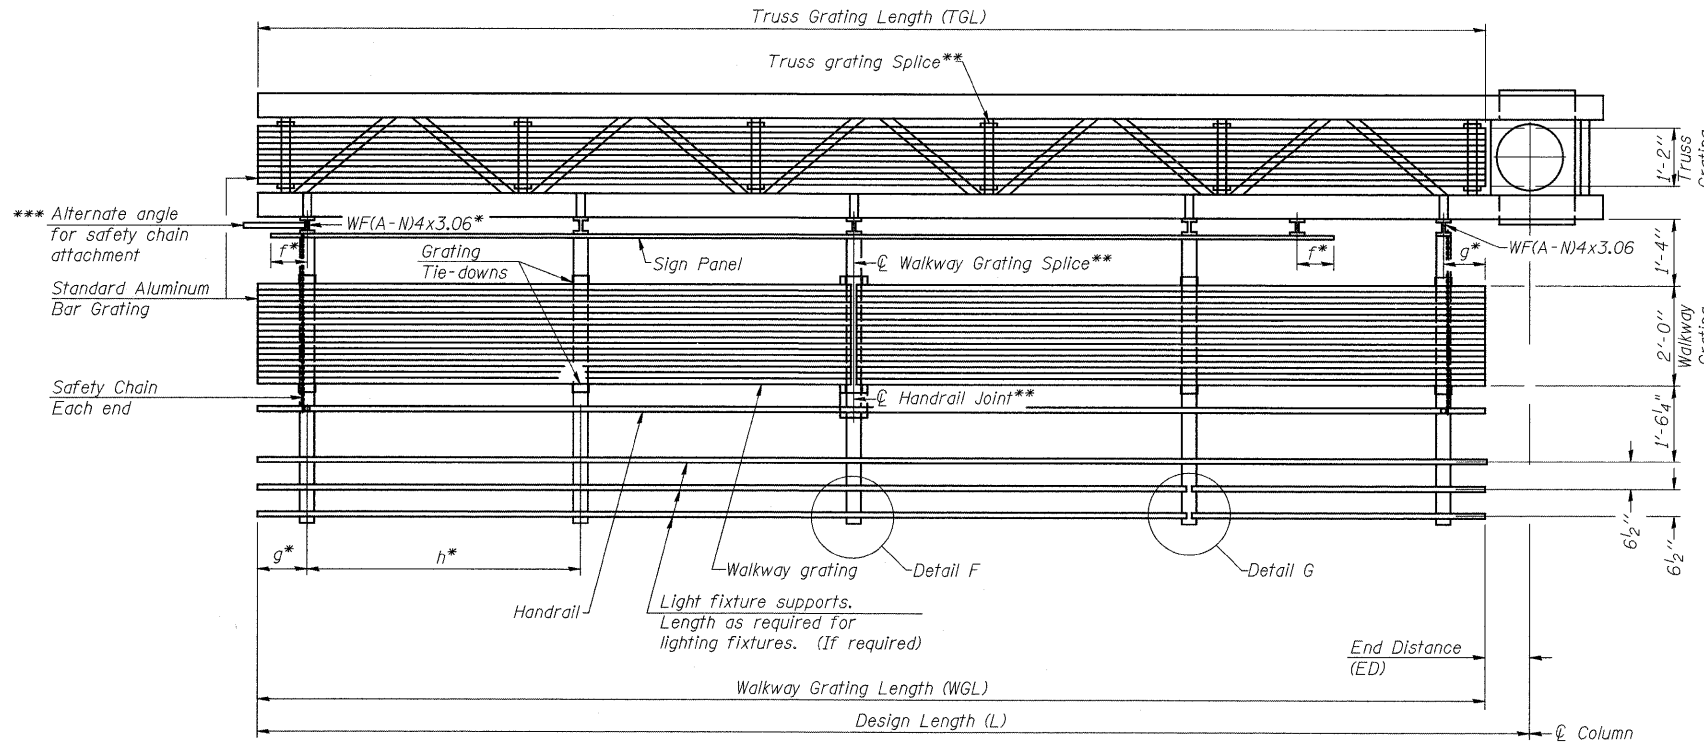 Truss Grating Length (TGL)
Truss grating Splice**
1'-2"
Truss
Grating
*** Alternate angle
for safety chain
attachment
WF(A-N)4x3.06*
Grating
Tie-downs
f*
Sign Panel
℄ Walkway Grating Splice**
f*
WF(A-N)4x3.06
g*
1'-4"
Standard Aluminum
Bar Grating
2'-0"
Walkway
Grating
Safety Chain
Each end
℄ Handrail Joint**
1'-6¼"
6½"
6½"
g*
h*
Walkway grating
Detail F
Detail G
Handrail
Light fixture supports.
Length as required for
lighting fixtures. (If required)
End Distance
(ED)
Walkway Grating Length (WGL)
Design Length (L)
℄ Column